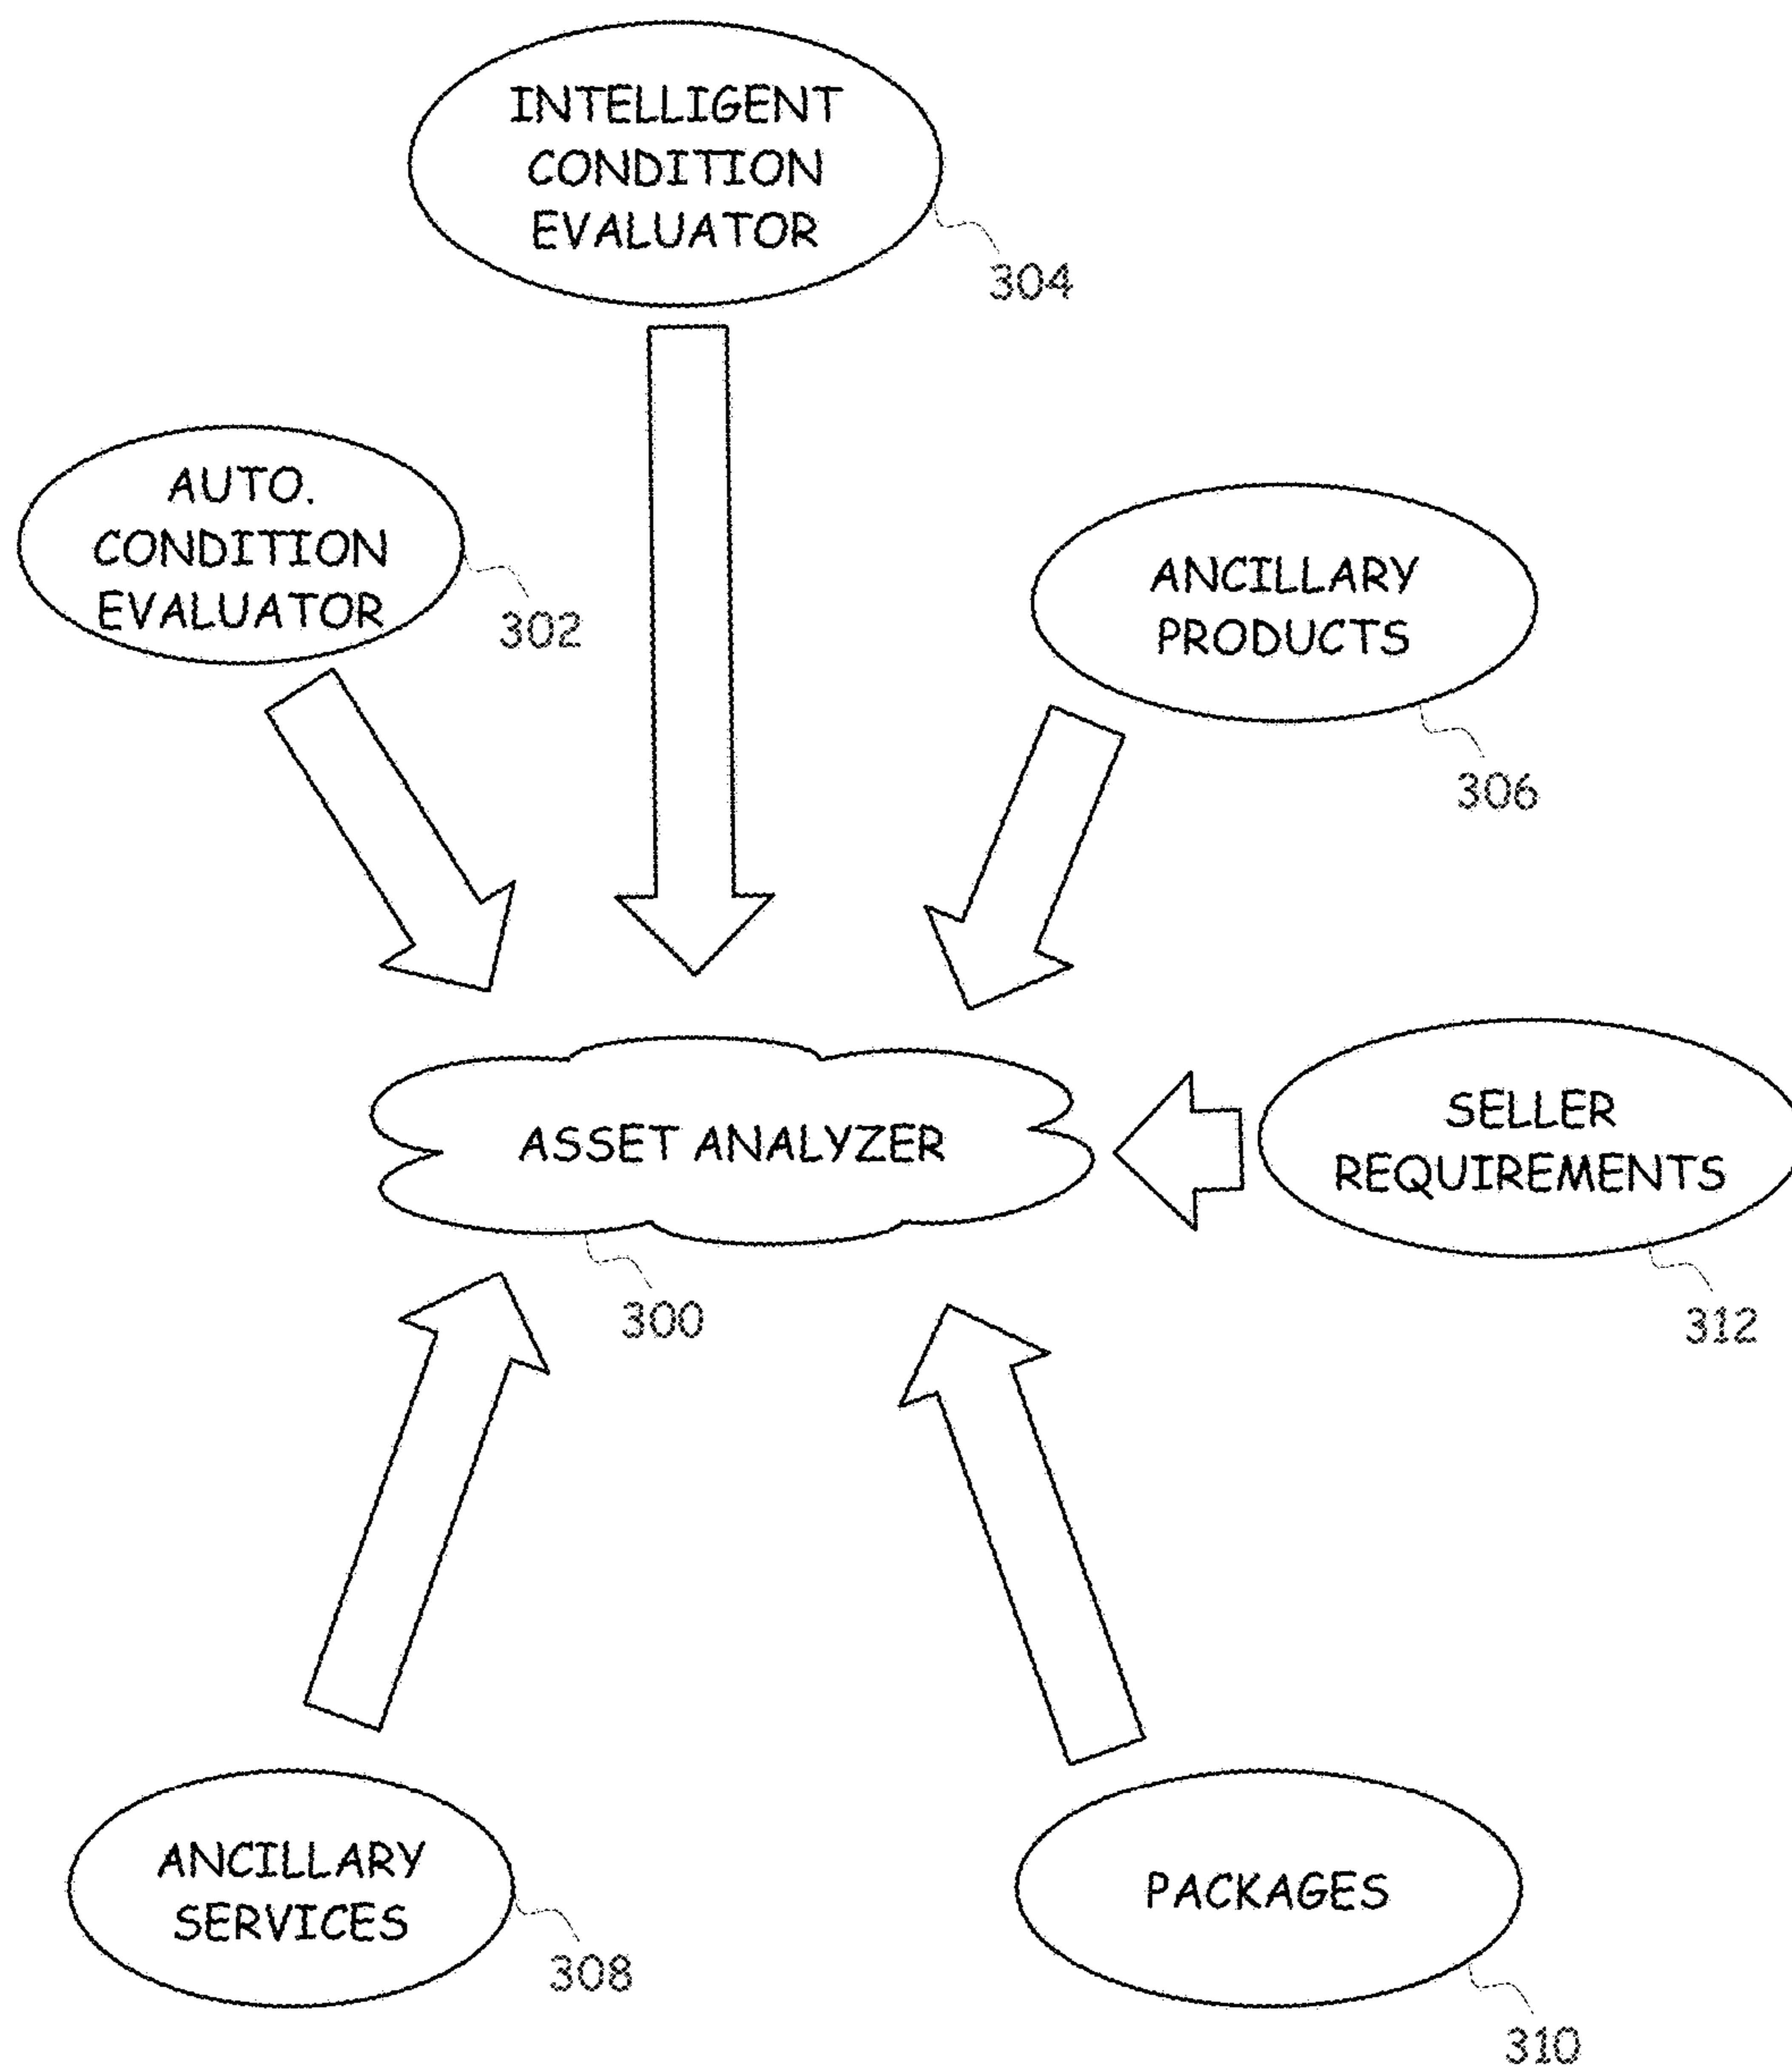 INTELLIGENT
CONDITION
EVALUATOR
304
AUTO.
CONDITION
EVALUATOR
302
ANCILLARY
PRODUCTS
306
ASSET ANALYZER
300
SELLER
REQUIREMENTS
312
ANCILLARY
SERVICES
308
PACKAGES
310